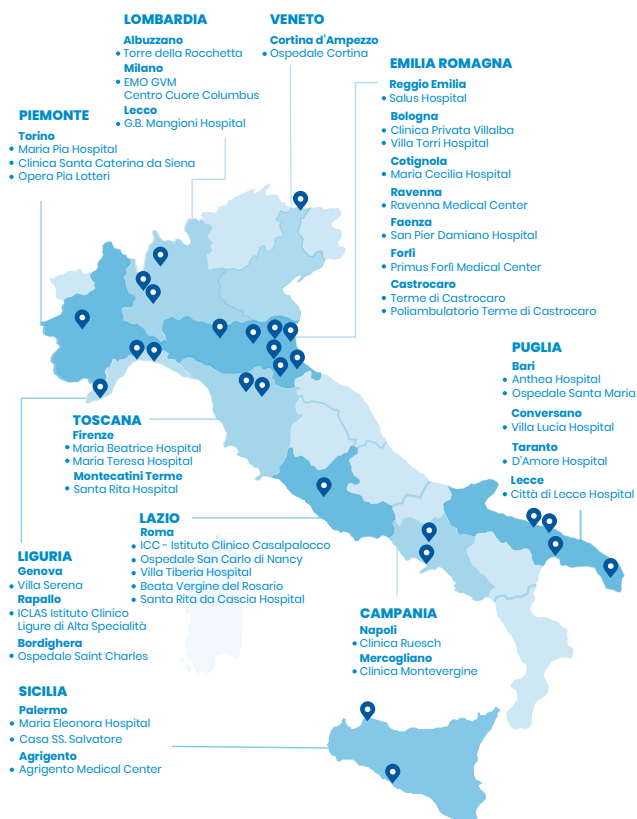 LOMBARDIA
Albuzzano
• Torre della Rocchetta
Milano
• EMO GVM
Centro Cuore Columbus
Lecco
• G.B. Mangioni Hospital
VENETO
Cortina d'Ampezzo
• Ospedale Cortina
EMILIA ROMAGNA
Reggio Emilia
• Salus Hospital
Bologna
• Clinica Privata Villalba
• Villa Torri Hospital
Cotignola
• Maria Cecilia Hospital
Ravenna
• Ravenna Medical Center
Faenza
• San Pier Damiano Hospital
Forlì
• Primus Forlì Medical Center
Castrocaro
• Terme di Castrocaro
• Poliambulatorio Terme di Castrocaro
PIEMONTE
Torino
• Maria Pia Hospital
• Clinica Santa Caterina da Siena
• Opera Pia Lotteri
PUGLIA
Bari
• Anthea Hospital
• Ospedale Santa Maria
Conversano
• Villa Lucia Hospital
Taranto
• D'Amore Hospital
Lecce
• Città di Lecce Hospital
TOSCANA
Firenze
• Maria Beatrice Hospital
• Maria Teresa Hospital
Montecatini Terme
• Santa Rita Hospital
LAZIO
Roma
• ICC - Istituto Clinico Casalpalocco
• Ospedale San Carlo di Nancy
• Villa Tiberia Hospital
• Beata Vergine del Rosario
• Santa Rita da Cascia Hospital
LIGURIA
Genova
• Villa Serena
Rapallo
• ICLAS Istituto Clinico
Ligure di Alta Specialità
Bordighera
• Ospedale Saint Charles
CAMPANIA
Napoli
• Clinica Ruesch
Mercogliano
• Clinica Montevergine
SICILIA
Palermo
• Maria Eleonora Hospital
• Casa SS. Salvatore
Agrigento
• Agrigento Medical Center